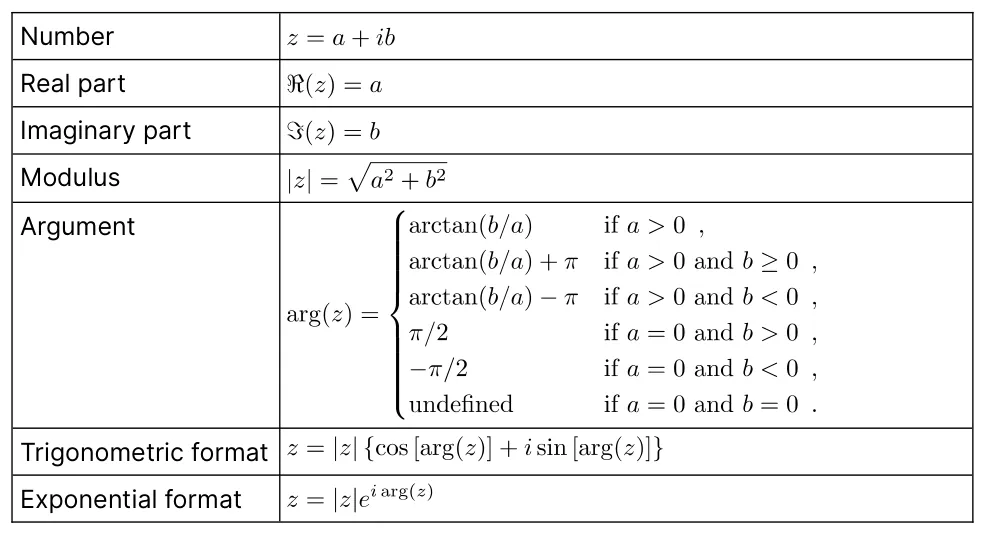 Number z = a + ib
Real part ℜ(z) = a
Imaginary part ℑ(z) = b
Modulus |z| = √(a² + b²)
Argument arg(z) = {
arctan(b/a) if a > 0 ,
arctan(b/a) + π if a > 0 and b ≥ 0 ,
arctan(b/a) − π if a > 0 and b < 0 ,
π/2 if a = 0 and b > 0 ,
−π/2 if a = 0 and b < 0 ,
undefined if a = 0 and b = 0 .
Trigonometric format z = |z| {cos [arg(z)] + i sin [arg(z)]}
Exponential format z = |z|e^{i arg(z)}